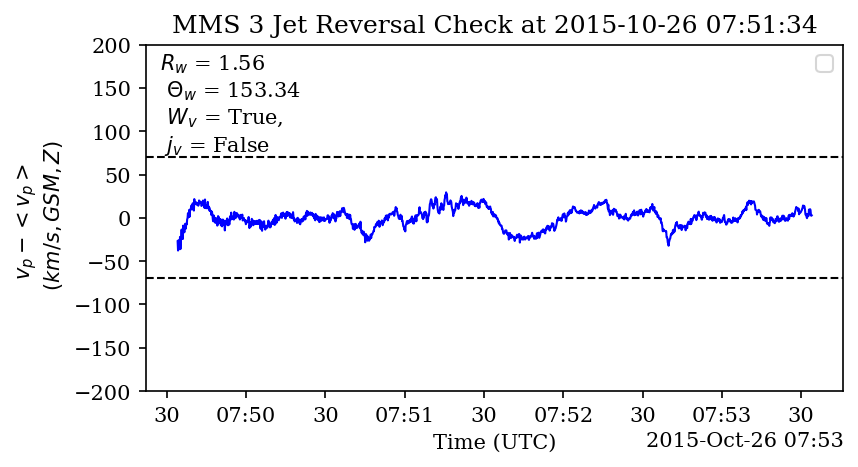 MMS 3 Jet Reversal Check at 2015-10-26 07:51:34
200
150
100
50
0
−50
−100
−150
−200
v_p − < v_p >
(km/s, GSM, Z)
R_w = 1.56
Θ_w = 153.34
W_v = True,
j_v = False
30 07:50 30 07:51 30 07:52 30 07:53 30
Time (UTC)
2015-Oct-26 07:53